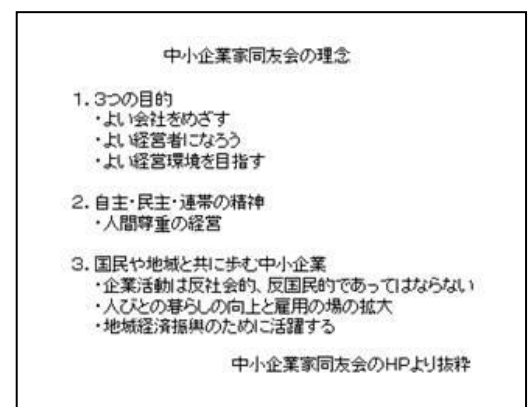 中小企業家同友会の理念
1．3つの目的
・よい会社をめざす
・よい経営者になろう
・よい経営環境を目指す
2．自主・民主・連帯の精神
・人間尊重の経営
3．国民や地域と共に歩む中小企業
・企業活動は反社会的、反国民的であってはならない
・人びとの暮らしの向上と雇用の場の拡大
・地域経済振興のために活躍する
中小企業家同友会のHPより抜粋